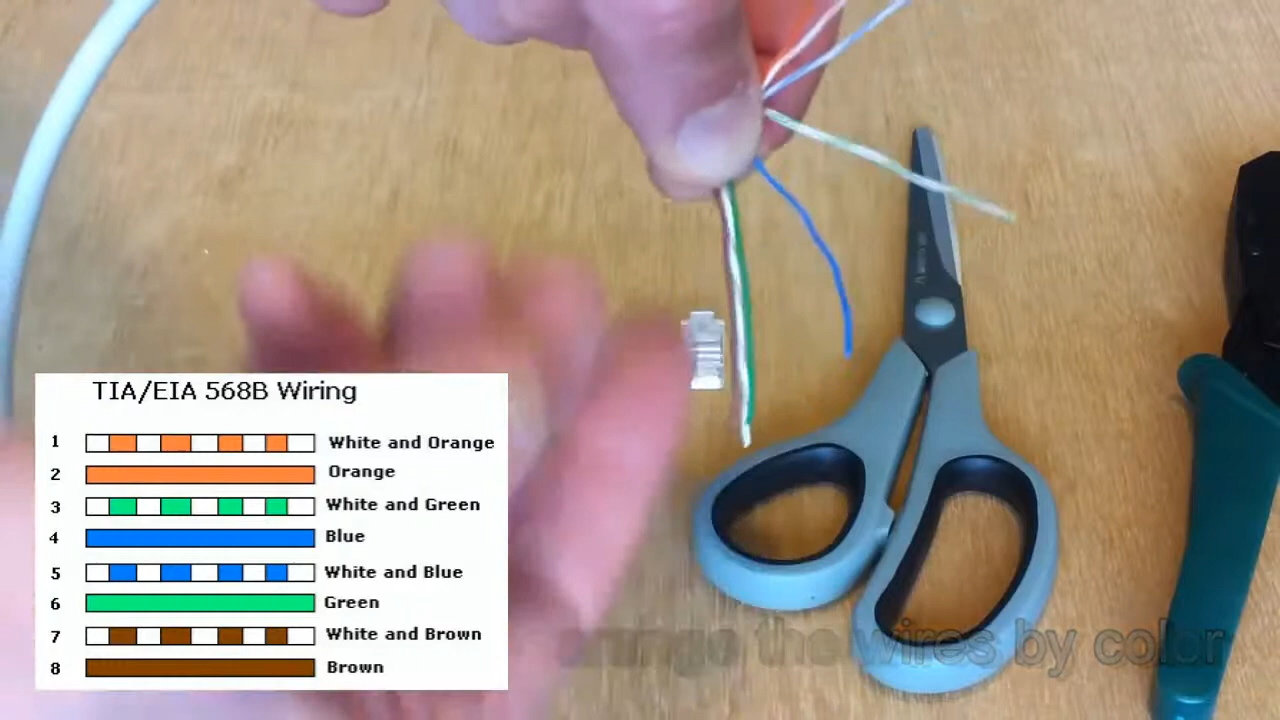 TIA/EIA 568B Wiring
1 White and Orange
2 Orange
3 White and Green
4 Blue
5 White and Blue
6 Green
7 White and Brown
8 Brown
the wires by color